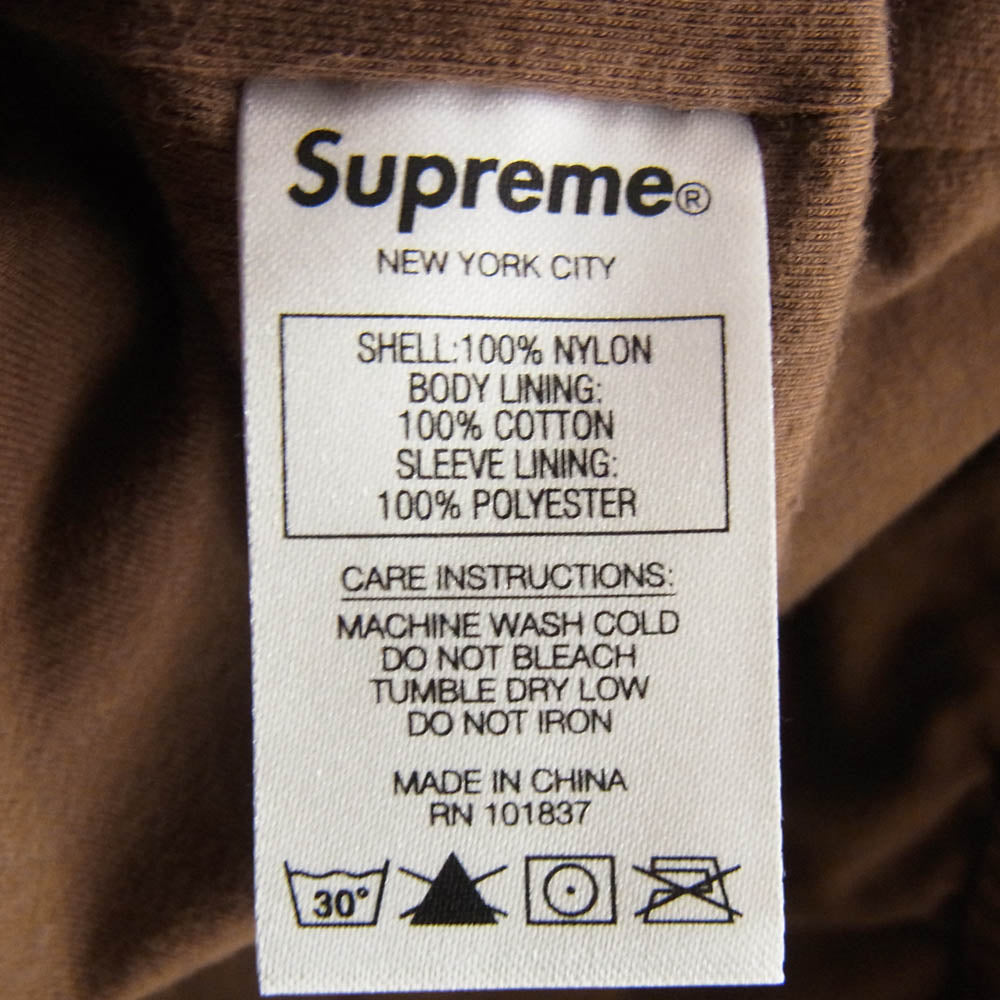 Supreme®
NEW YORK CITY
SHELL:100% NYLON
BODY LINING:
100% COTTON
SLEEVE LINING:
100% POLYESTER
CARE INSTRUCTIONS:
MACHINE WASH COLD
DO NOT BLEACH
TUMBLE DRY LOW
DO NOT IRON
MADE IN CHINA
RN 101837
30°